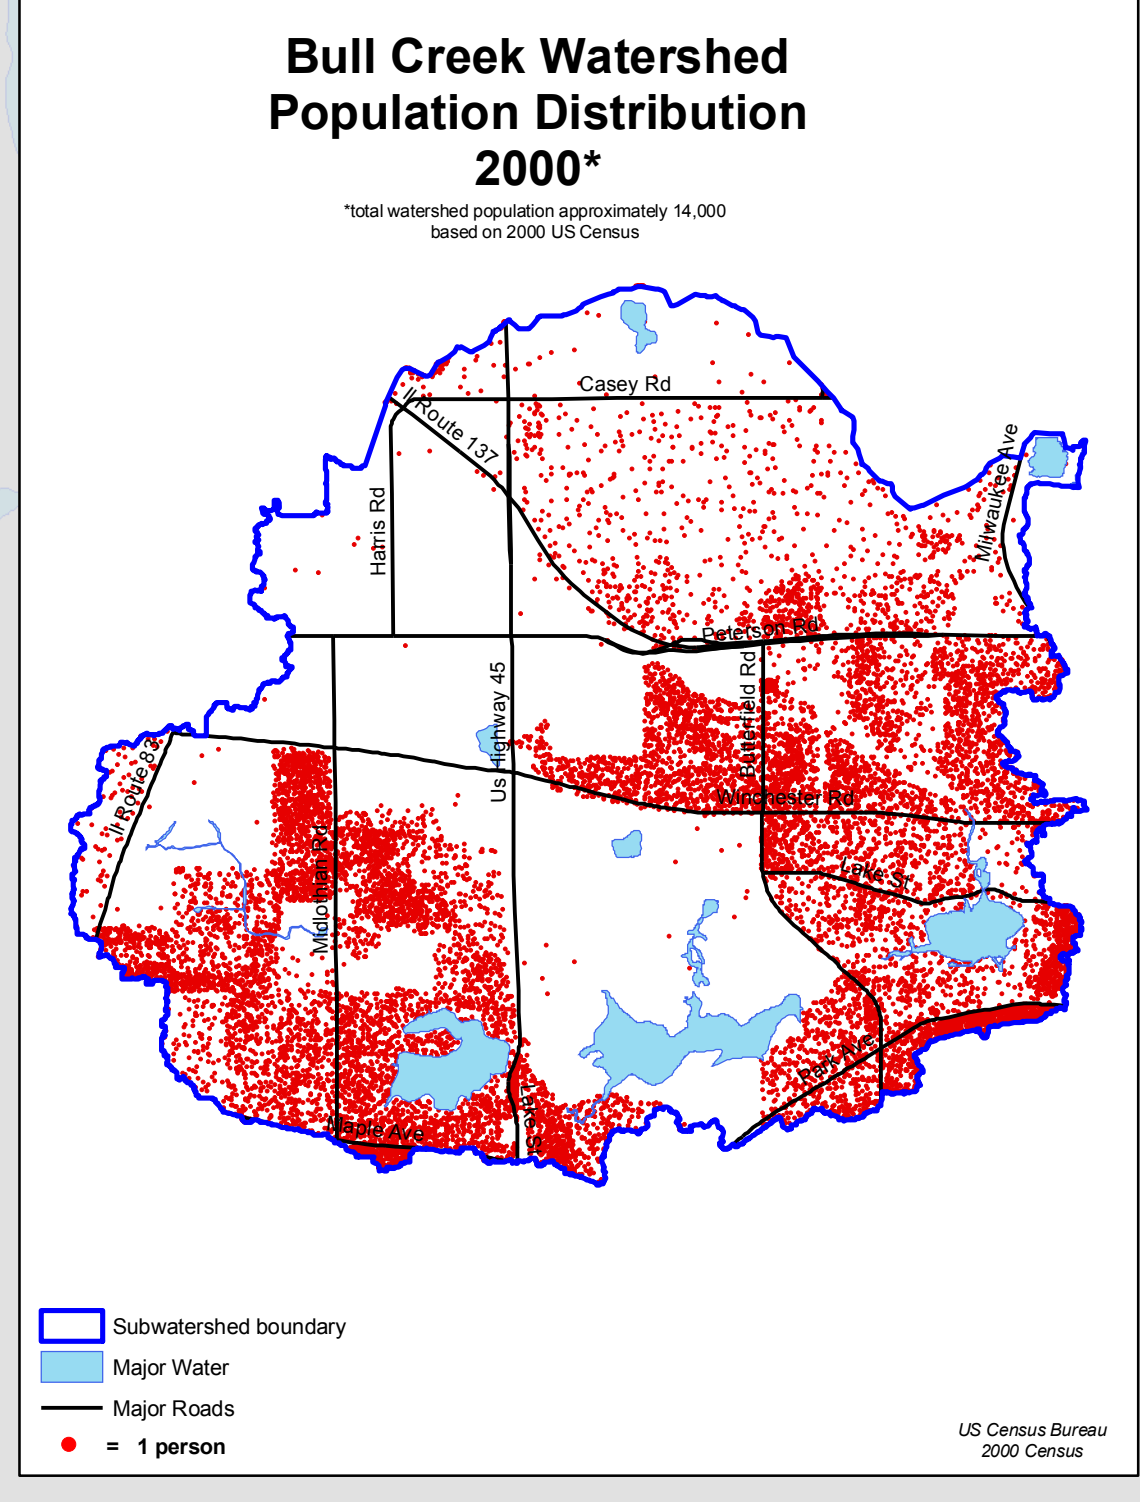 Bull Creek Watershed
Population Distribution
2000*
*total watershed population approximately 14,000
based on 2000 US Census
Casey Rd
Il Route 137
Milwaukee Ave
Harris Rd
Peterson Rd
Us Highway 45
Butterfield Rd
Il Route 83
Winchester Rd
Midlothian Rd
Lake St
Park Ave
Maple Ave
Lake St
Subwatershed boundary
Major Water
Major Roads
= 1 person
US Census Bureau
2000 Census